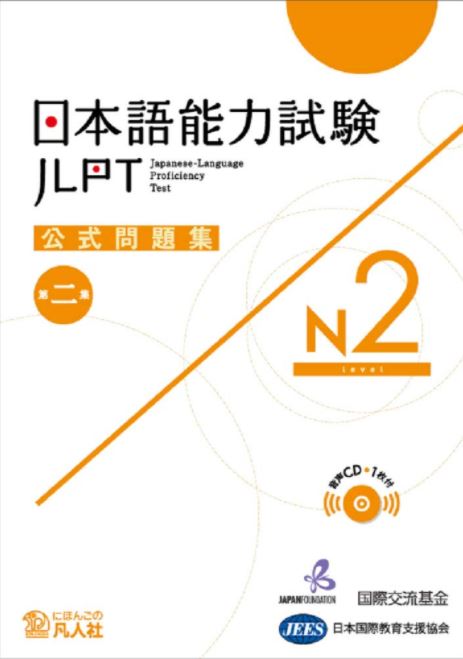 日本語能力試験
JLPT
Japanese-Language
Proficiency
Test
公式問題集
第二集
N2
level
音声CD・1枚付
JAPANFOUNDATION
国際交流基金
にほんごの
凡人社
JEES
日本国際教育支援協会